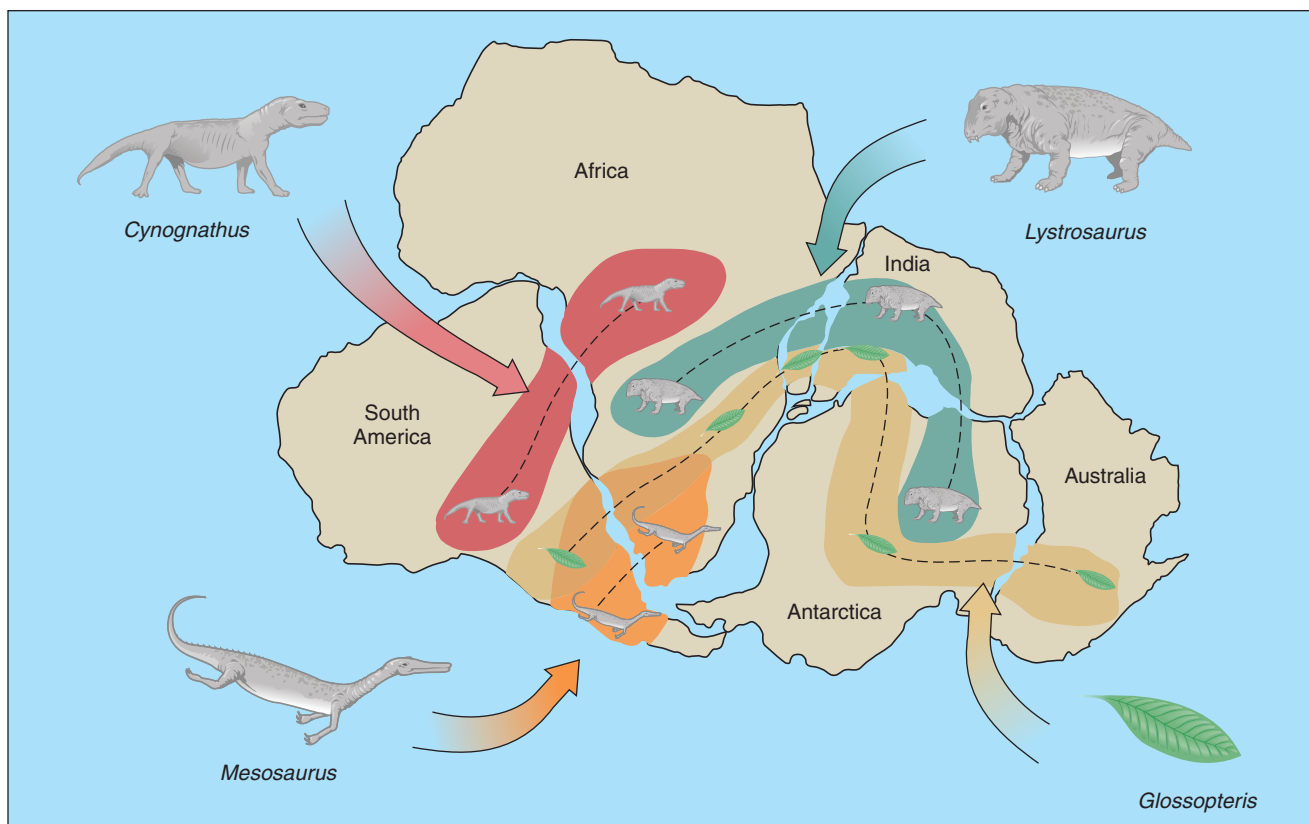 Africa
Cynognathus
Lystrosaurus
India
South
America
Australia
Antarctica
Mesosaurus
Glossopteris